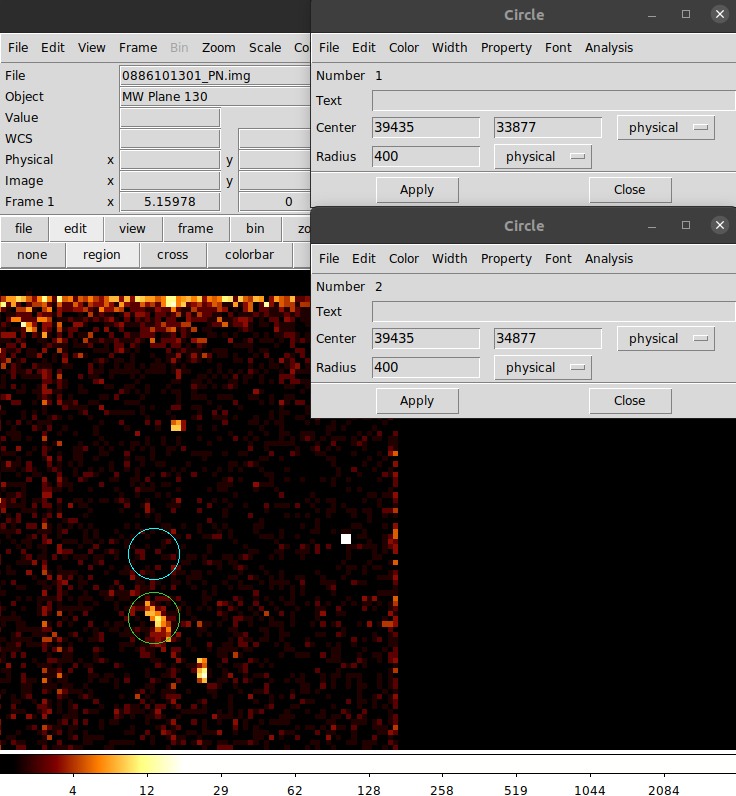 Circle
File Edit View Frame Bin Zoom Scale Co
File Edit Color Width Property Font Analysis
File 0886101301_PN.img
Number 1
Object MW Plane 130
Text
Value
Center 39435 33877 physical
WCS
Radius 400 physical
Physical x y
Image x y
Apply Close
Frame 1 x 5.15978 0
Circle
file edit view frame bin zo
none region cross colorbar
File Edit Color Width Property Font Analysis
Number 2
Text
Center 39435 34877 physical
Radius 400 physical
Apply Close
4 12 29 62 128 258 519 1044 2084